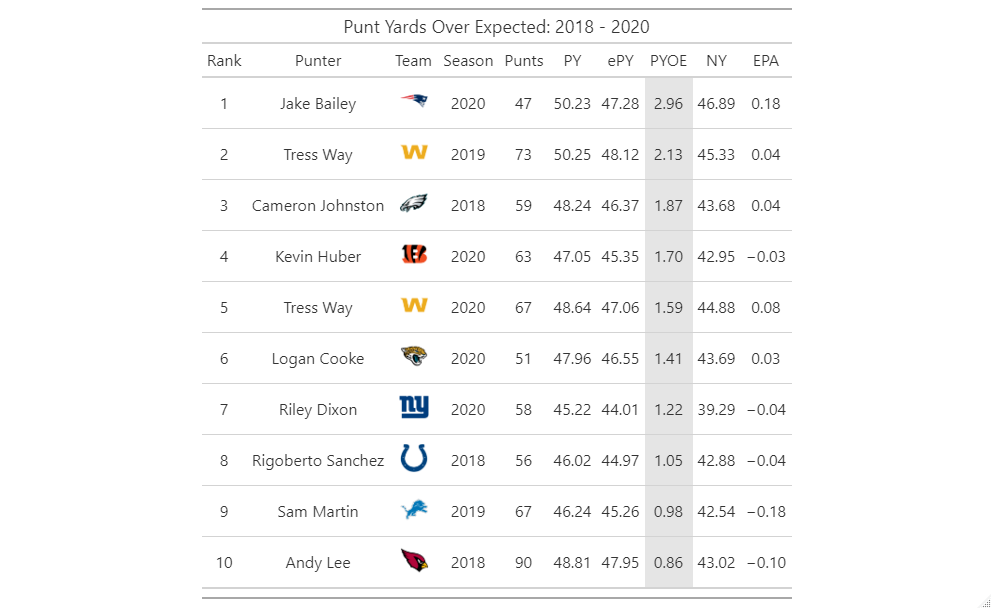 Punt Yards Over Expected: 2018 - 2020
Rank Punter Team Season Punts PY ePY PYOE NY EPA
1 Jake Bailey 2020 47 50.23 47.28 2.96 46.89 0.18
2 Tress Way W 2019 73 50.25 48.12 2.13 45.33 0.04
3 Cameron Johnston 2018 59 48.24 46.37 1.87 43.68 0.04
4 Kevin Huber 2020 63 47.05 45.35 1.70 42.95 −0.03
5 Tress Way W 2020 67 48.64 47.06 1.59 44.88 0.08
6 Logan Cooke 2020 51 47.96 46.55 1.41 43.69 0.03
7 Riley Dixon ny 2020 58 45.22 44.01 1.22 39.29 −0.04
8 Rigoberto Sanchez 2018 56 46.02 44.97 1.05 42.88 −0.04
9 Sam Martin 2019 67 46.24 45.26 0.98 42.54 −0.18
10 Andy Lee 2018 90 48.81 47.95 0.86 43.02 −0.10